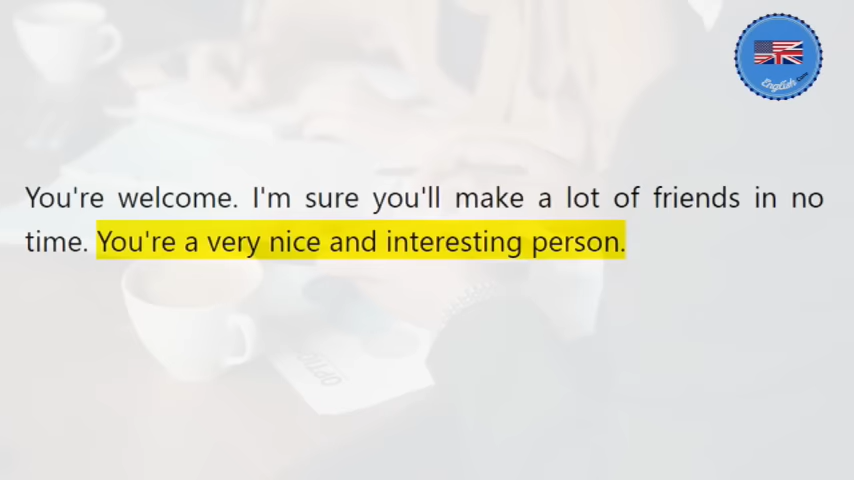 English
You're welcome. I'm sure you'll make a lot of friends in no
time. You're a very nice and interesting person.